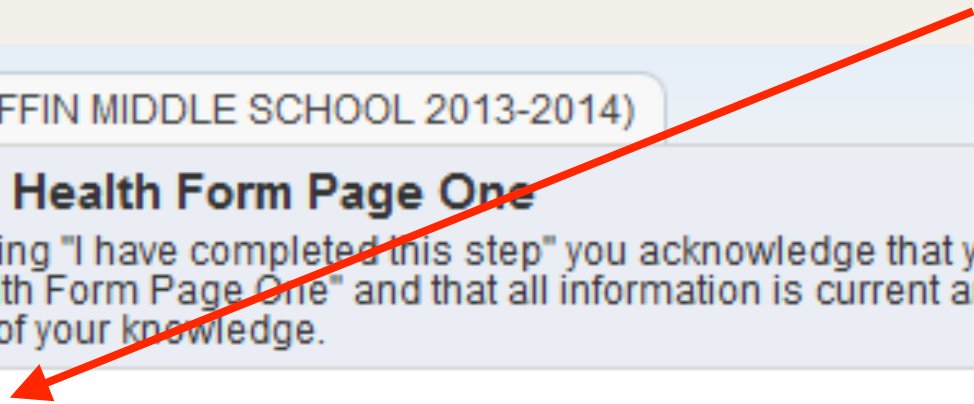 FFIN MIDDLE SCHOOL 2013-2014)
Health Form Page One
ing "I have completed this step" you acknowledge that y
th Form Page One" and that all information is current a
of your knowledge.